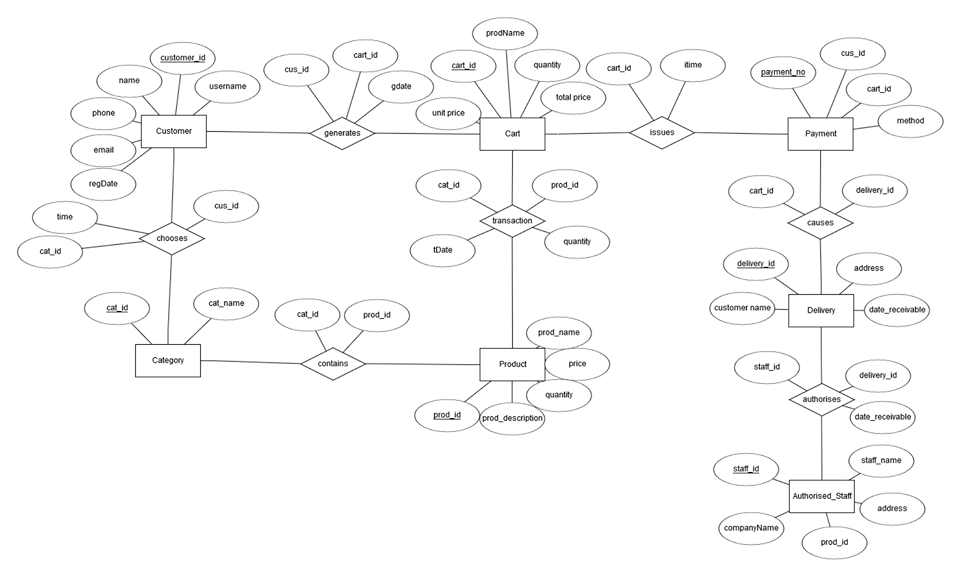 prodName
customer_id
cart_id
cus_id
cus_id
name
username
cart_id
quantity
cart_id
itime
payment_no
cart_id
gdate
unit price
total price
phone
method
Customer
generates
Cart
issues
Payment
email
regDate
cat_id
prod_id
cart_id
delivery_id
cus_id
time
transaction
causes
chooses
cat_id
tDate
quantity
delivery_id
address
cat_id
cat_name
customer name
Delivery
date_receivable
cat_id
prod_id
prod_name
Category
contains
Product
price
staff_id
delivery_id
quantity
authorises
prod_id
prod_description
date_receivable
staff_id
staff_name
Authorised_Staff
address
companyName
prod_id